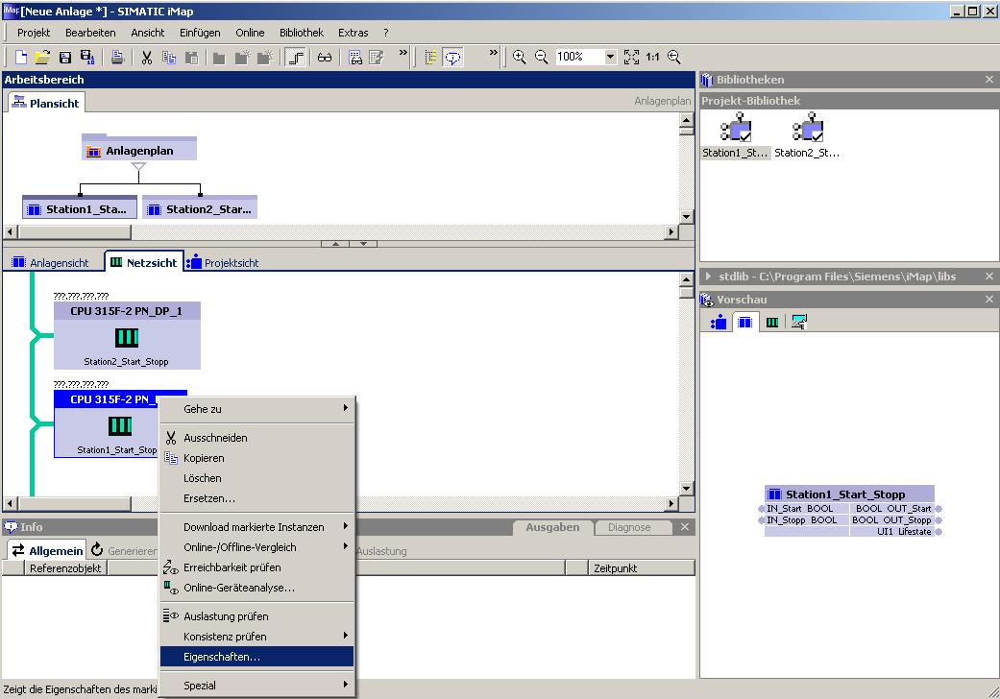 [Neue Anlage *] - SIMATIC iMap
Projekt Bearbeiten Ansicht Einfügen Online Bibliothek Extras ?
100% 1:1
Arbeitsbereich
Plansicht
Anlagenplan
Anlagenplan
Station1_Sta... Station2_Star...
Anlagensicht Netzsicht Projektsicht
???.???.???.???
CPU 315F-2 PN_DP_1
Station2_Start_Stopp
???.???.???.???
CPU 315F-2 PN_
Station1_Start_Stop
Gehe zu
Ausschneiden
Kopieren
Löschen
Ersetzen...
Download markierte Instanzen
Online-/Offline-Vergleich
Erreichbarkeit prüfen
Online-Geräteanalyse...
Auslastung prüfen
Konsistenz prüfen
Eigenschaften...
Spezial
Info
Ausgaben Diagnose
Allgemein Generieren Auslastung
Referenzobjekt Zeitpunkt
Zeigt die Eigenschaften des marki
Bibliotheken
Projekt-Bibliothek
Station1_St... Station2_St...
stdlib - C:\Program Files\Siemens\iMap\libs
Vorschau
Station1_Start_Stopp
IN_Start BOOL BOOL OUT_Start
IN_Stopp BOOL BOOL OUT_Stopp
UI1 Lifestate